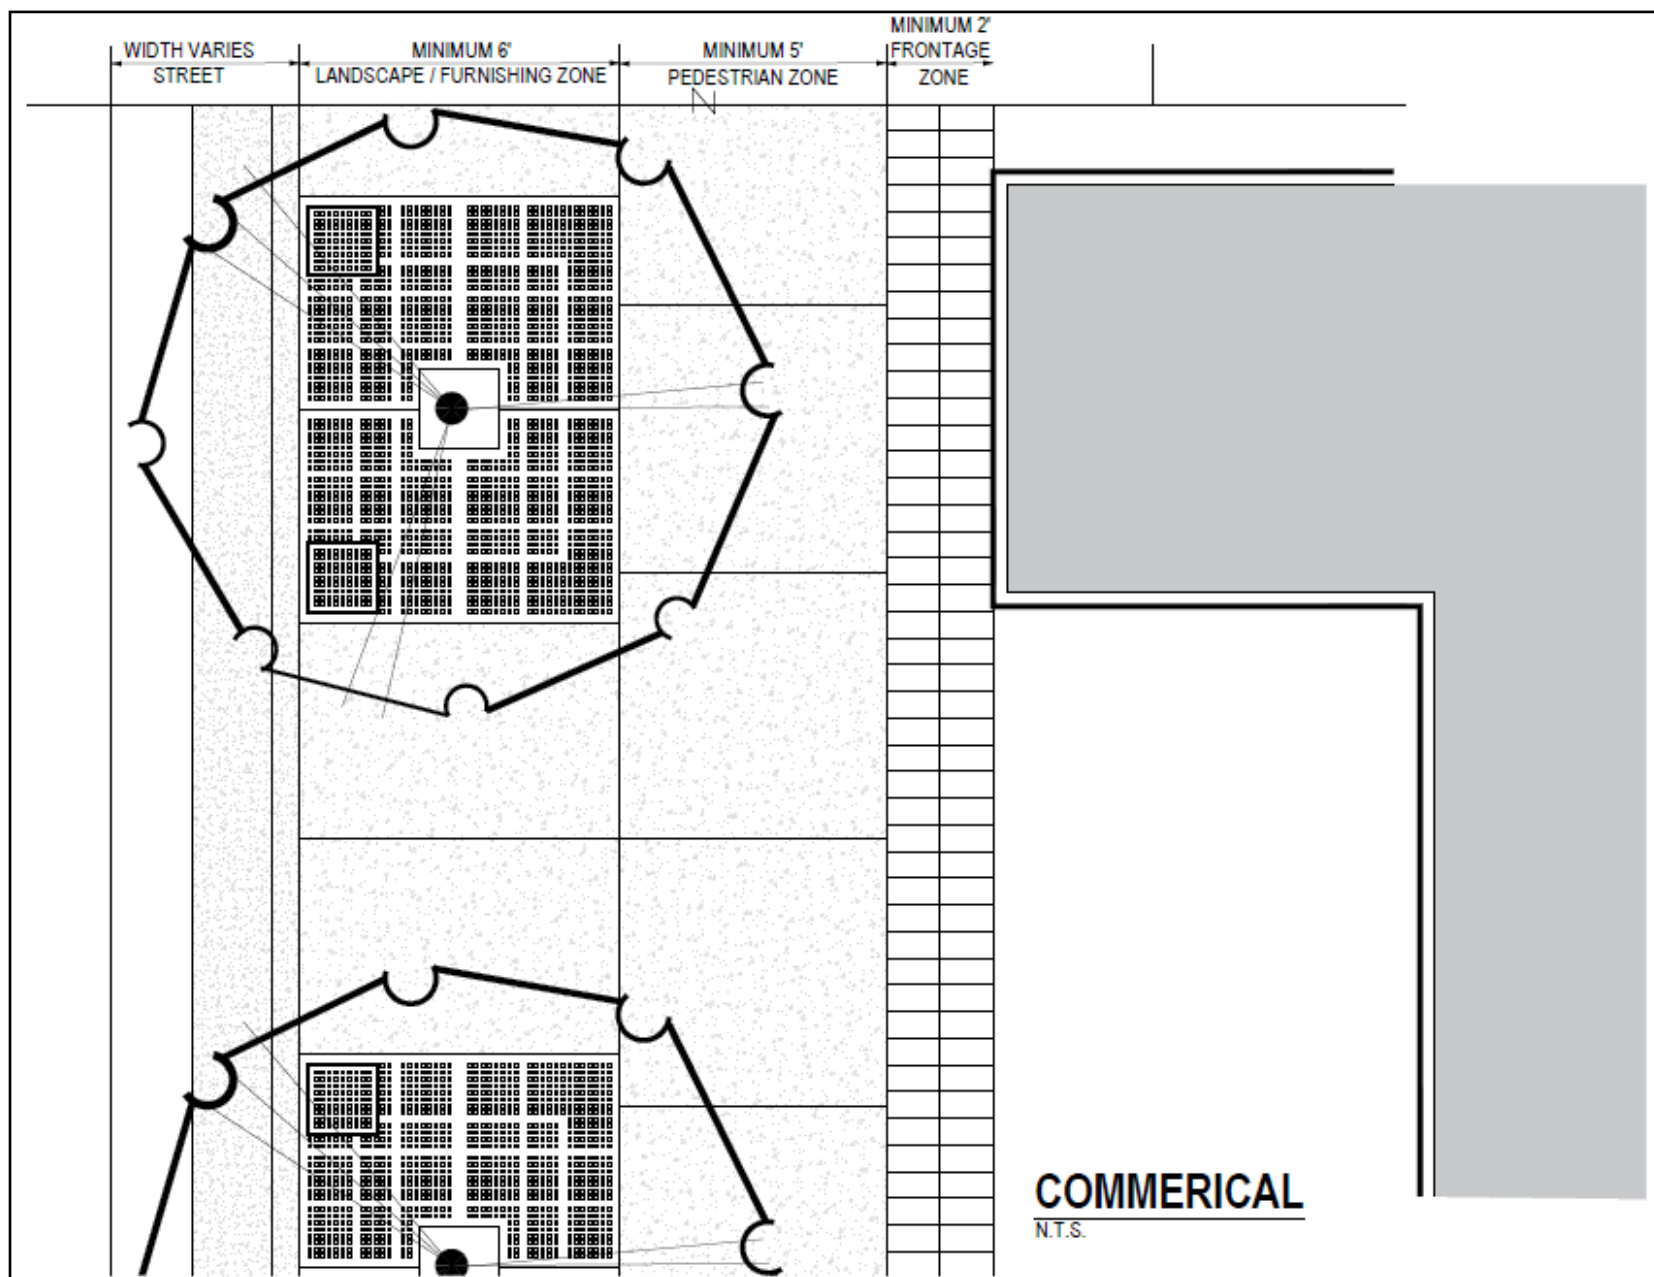 WIDTH VARIES
STREET
MINIMUM 6'
LANDSCAPE / FURNISHING ZONE
MINIMUM 5'
PEDESTRIAN ZONE
MINIMUM 2'
FRONTAGE
ZONE
COMMERICAL
N.T.S.